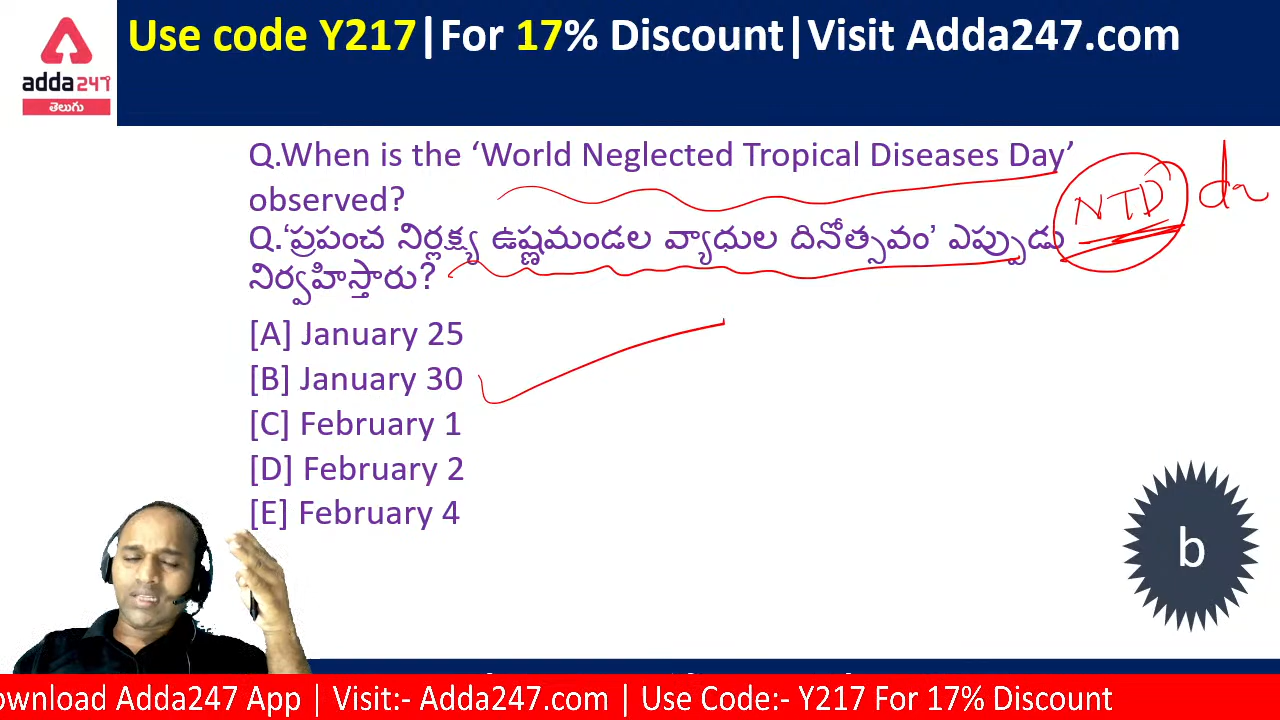 Use code Y217|For 17% Discount|Visit Adda247.com
adda247
తెలుగు
Q.When is the ‘World Neglected Tropical Diseases Day’
observed?
NTD da
Q.‘ప్రపంచ నిర్లక్ష్య ఉష్ణమండల వ్యాధుల దినోత్సవం’ ఎప్పుడు
నిర్వహిస్తారు?
[A] January 25
[B] January 30
[C] February 1
[D] February 2
[E] February 4
b
ownload Adda247 App | Visit:- Adda247.com | Use Code:- Y217 For 17% Discount